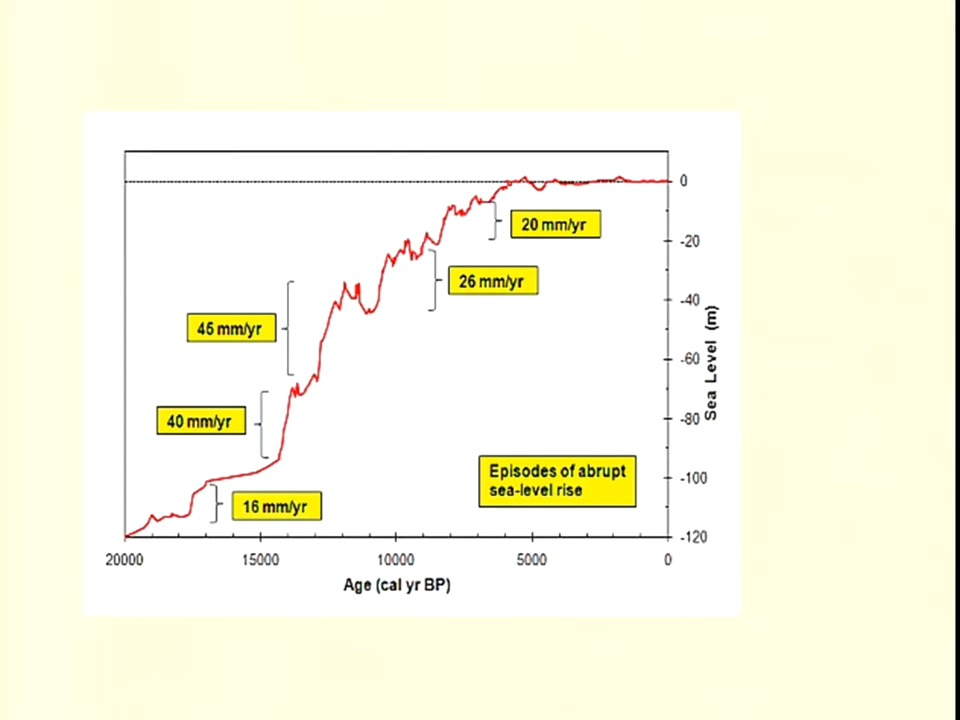 0
20 mm/yr
-20
26 mm/yr
-40
45 mm/yr
-60
Sea Level (m)
40 mm/yr
-80
Episodes of abrupt
sea-level rise
-100
16 mm/yr
-120
20000
15000
10000
5000
0
Age (cal yr BP)